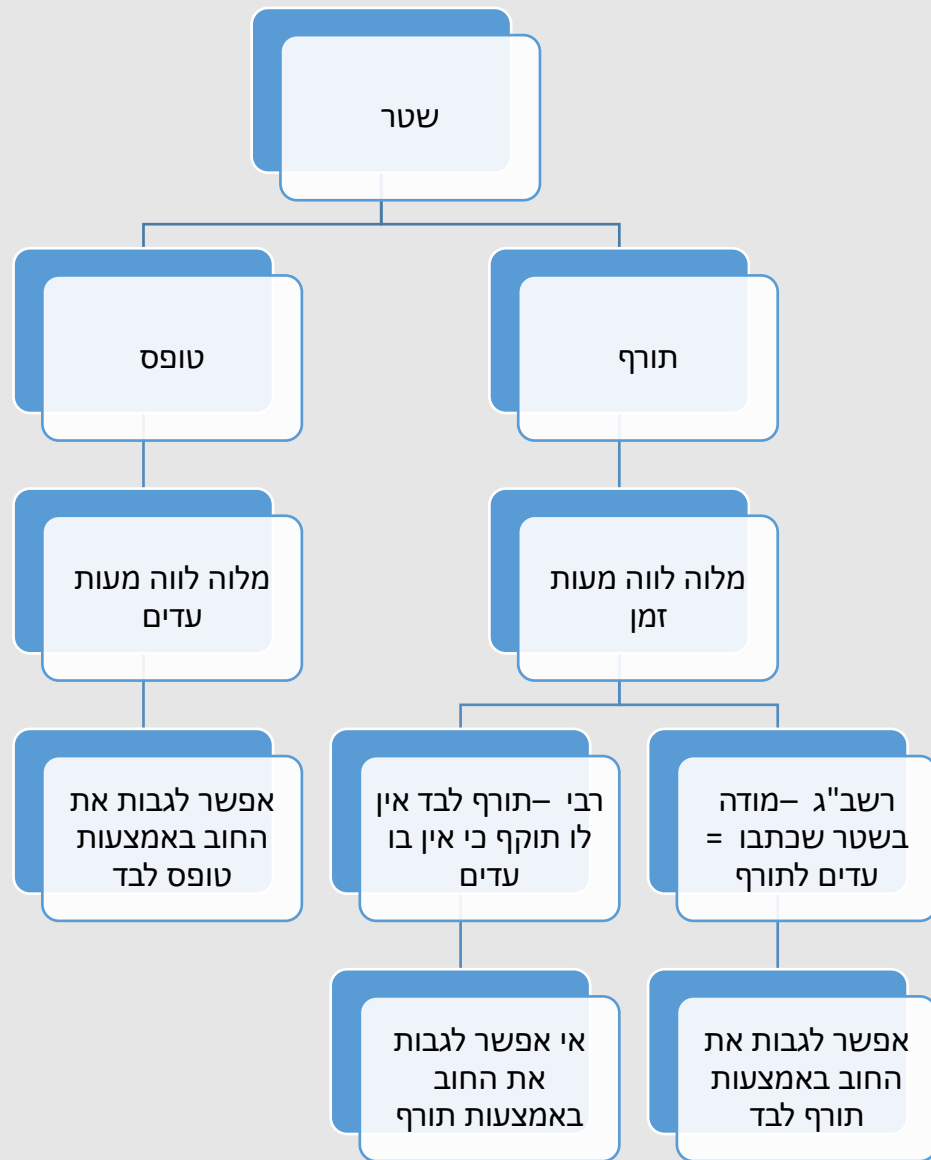 שטר
תורף
טופס
מלוה לווה מעות
זמן
מלוה לווה מעות
עדים
רשב"ג –מודה
בשטר שכתבו =
עדים לתורף
רבי –תורף לבד אין
לו תוקף כי אין בו
עדים
אפשר לגבות את
החוב באמצעות
טופס לבד
אפשר לגבות את
החוב באמצעות
תורף לבד
אי אפשר לגבות
את החוב
באמצעות תורף